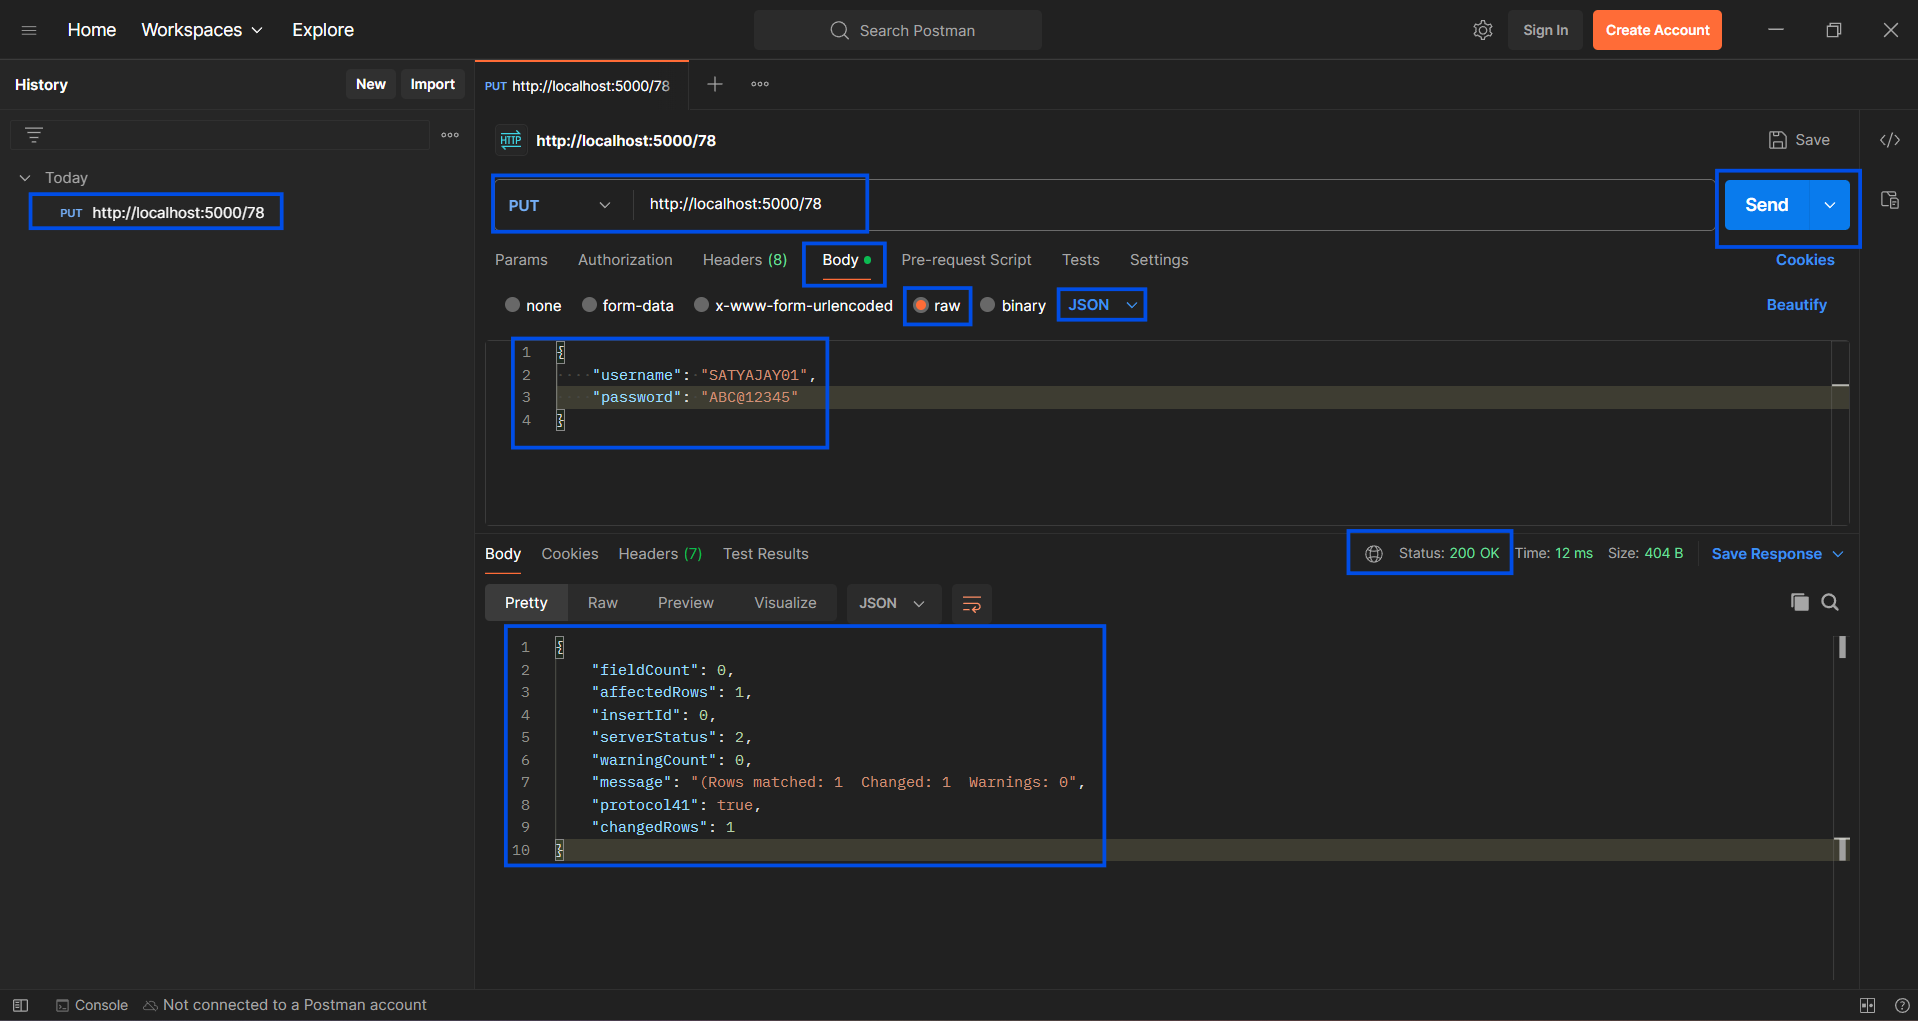 Home Workspaces Explore Search Postman Sign In Create Account
History New Import PUT http://localhost:5000/78
HTTP http://localhost:5000/78 Save
Today
PUT http://localhost:5000/78
PUT http://localhost:5000/78 Send
Params Authorization Headers (8) Body Pre-request Script Tests Settings Cookies
none form-data x-www-form-urlencoded raw binary JSON Beautify
1 {
2 "username": "SATYAJAY01",
3 "password": "ABC@12345"
4 }
Body Cookies Headers (7) Test Results Status: 200 OK Time: 12 ms Size: 404 B Save Response
Pretty Raw Preview Visualize JSON
1 {
2 "fieldCount": 0,
3 "affectedRows": 1,
4 "insertId": 0,
5 "serverStatus": 2,
6 "warningCount": 0,
7 "message": "(Rows matched: 1  Changed: 1  Warnings: 0",
8 "protocol41": true,
9 "changedRows": 1
10 }
Console Not connected to a Postman account